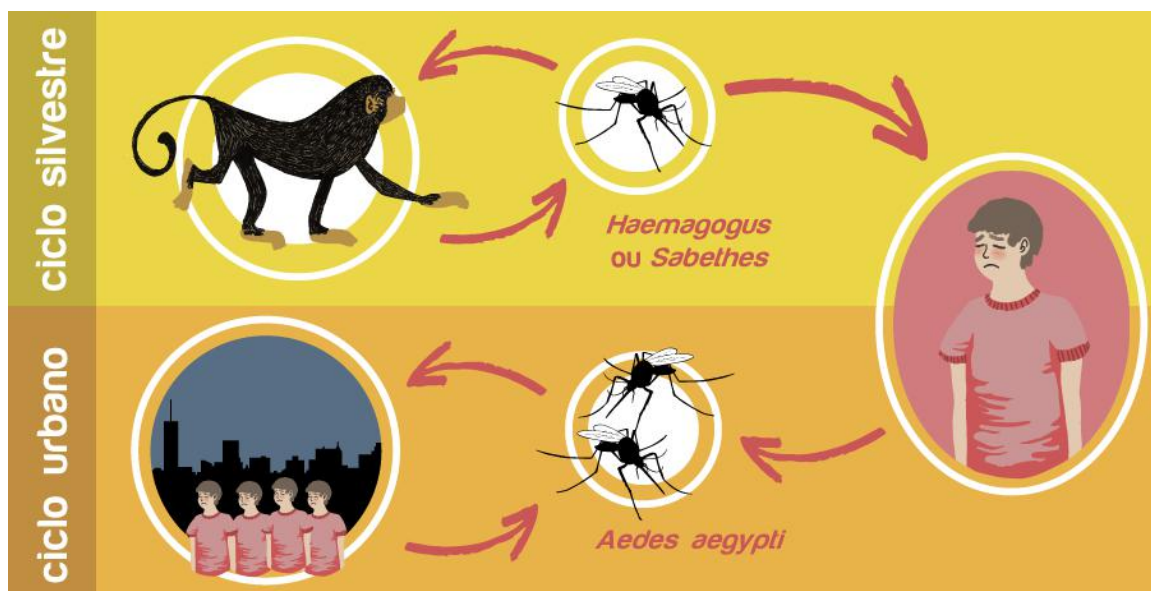 ciclo silvestre
Haemagogus
ou Sabethes
ciclo urbano
Aedes aegypti